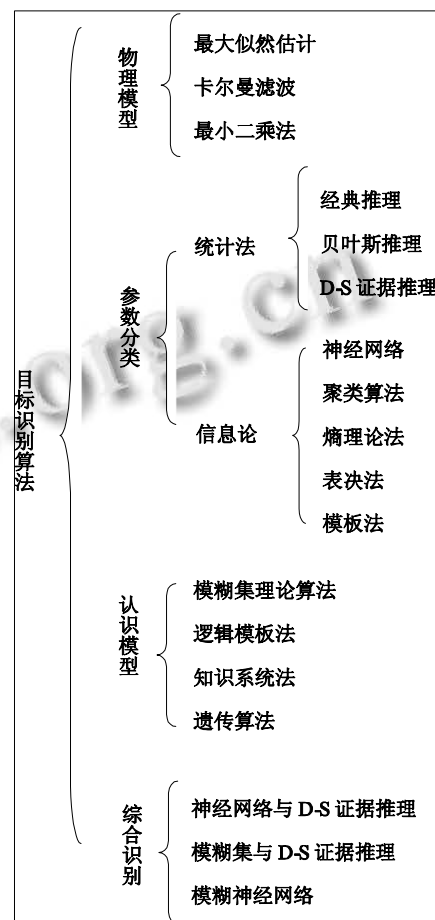 目标识别算法
物理模型
最大似然估计
卡尔曼滤波
最小二乘法
参数分类
统计法
经典推理
贝叶斯推理
D-S 证据推理
信息论
神经网络
聚类算法
熵理论法
表决法
模板法
认识模型
模糊集理论算法
逻辑模板法
知识系统法
遗传算法
综合识别
神经网络与 D-S 证据推理
模糊集与 D-S 证据推理
模糊神经网络
.org.cn